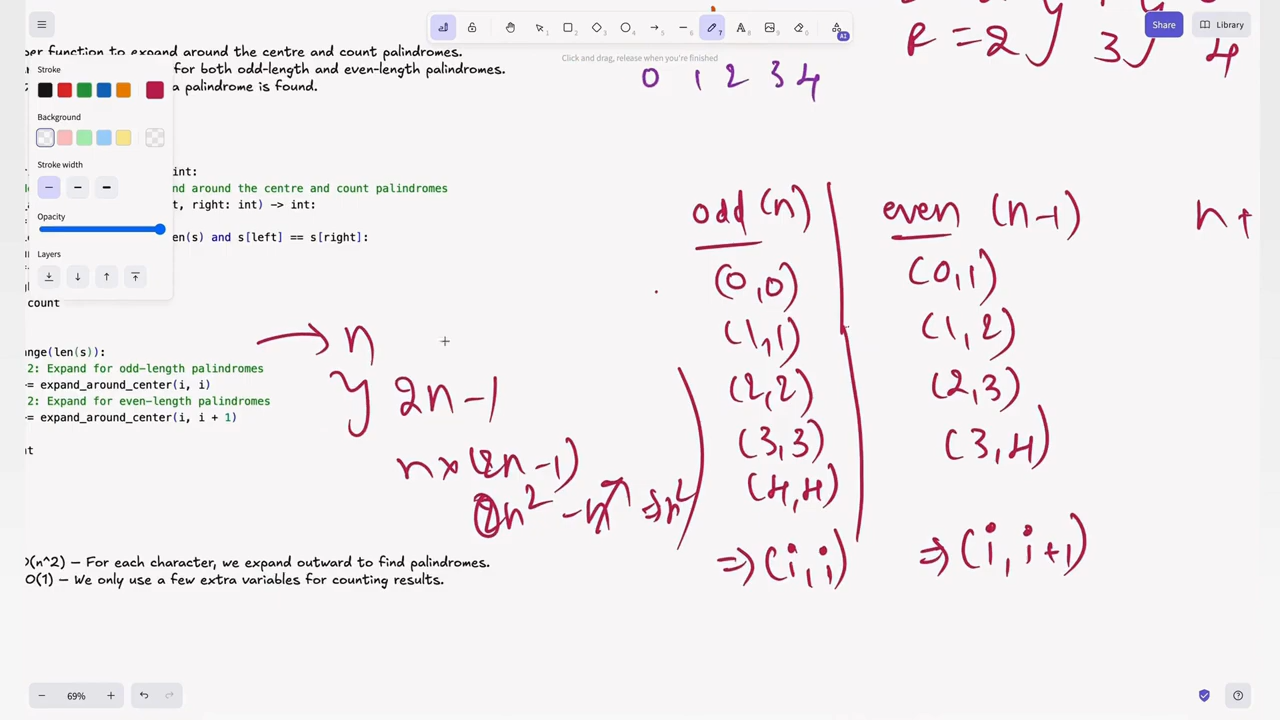 Share
Library
Click and drag, release when you're finished
per function to expand around the centre and count palindromes.
for both odd-length and even-length palindromes.
a palindrome is found.
Stroke
Background
Stroke width
Opacity
Layers
R = 2 3 4
0 1 2 3 4
int:
nd around the centre and count palindromes
t, right: int) -> int:
en(s) and s[left] == s[right]:
count
ange(len(s)):
2: Expand for odd-length palindromes
= expand_around_center(i, i)
2: Expand for even-length palindromes
= expand_around_center(i, i + 1)
nt
n
2n-1
n×(2n-1)
2n² - n ⇒ n²
odd (n)
(0,0)
(1,1)
(2,2)
(3,3)
(4,4)
⇒ (i,i)
even (n-1)
(0,1)
(1,2)
(2,3)
(3,4)
⇒ (i,i+1)
n +
O(n^2) — For each character, we expand outward to find palindromes.
O(1) — We only use a few extra variables for counting results.
69%